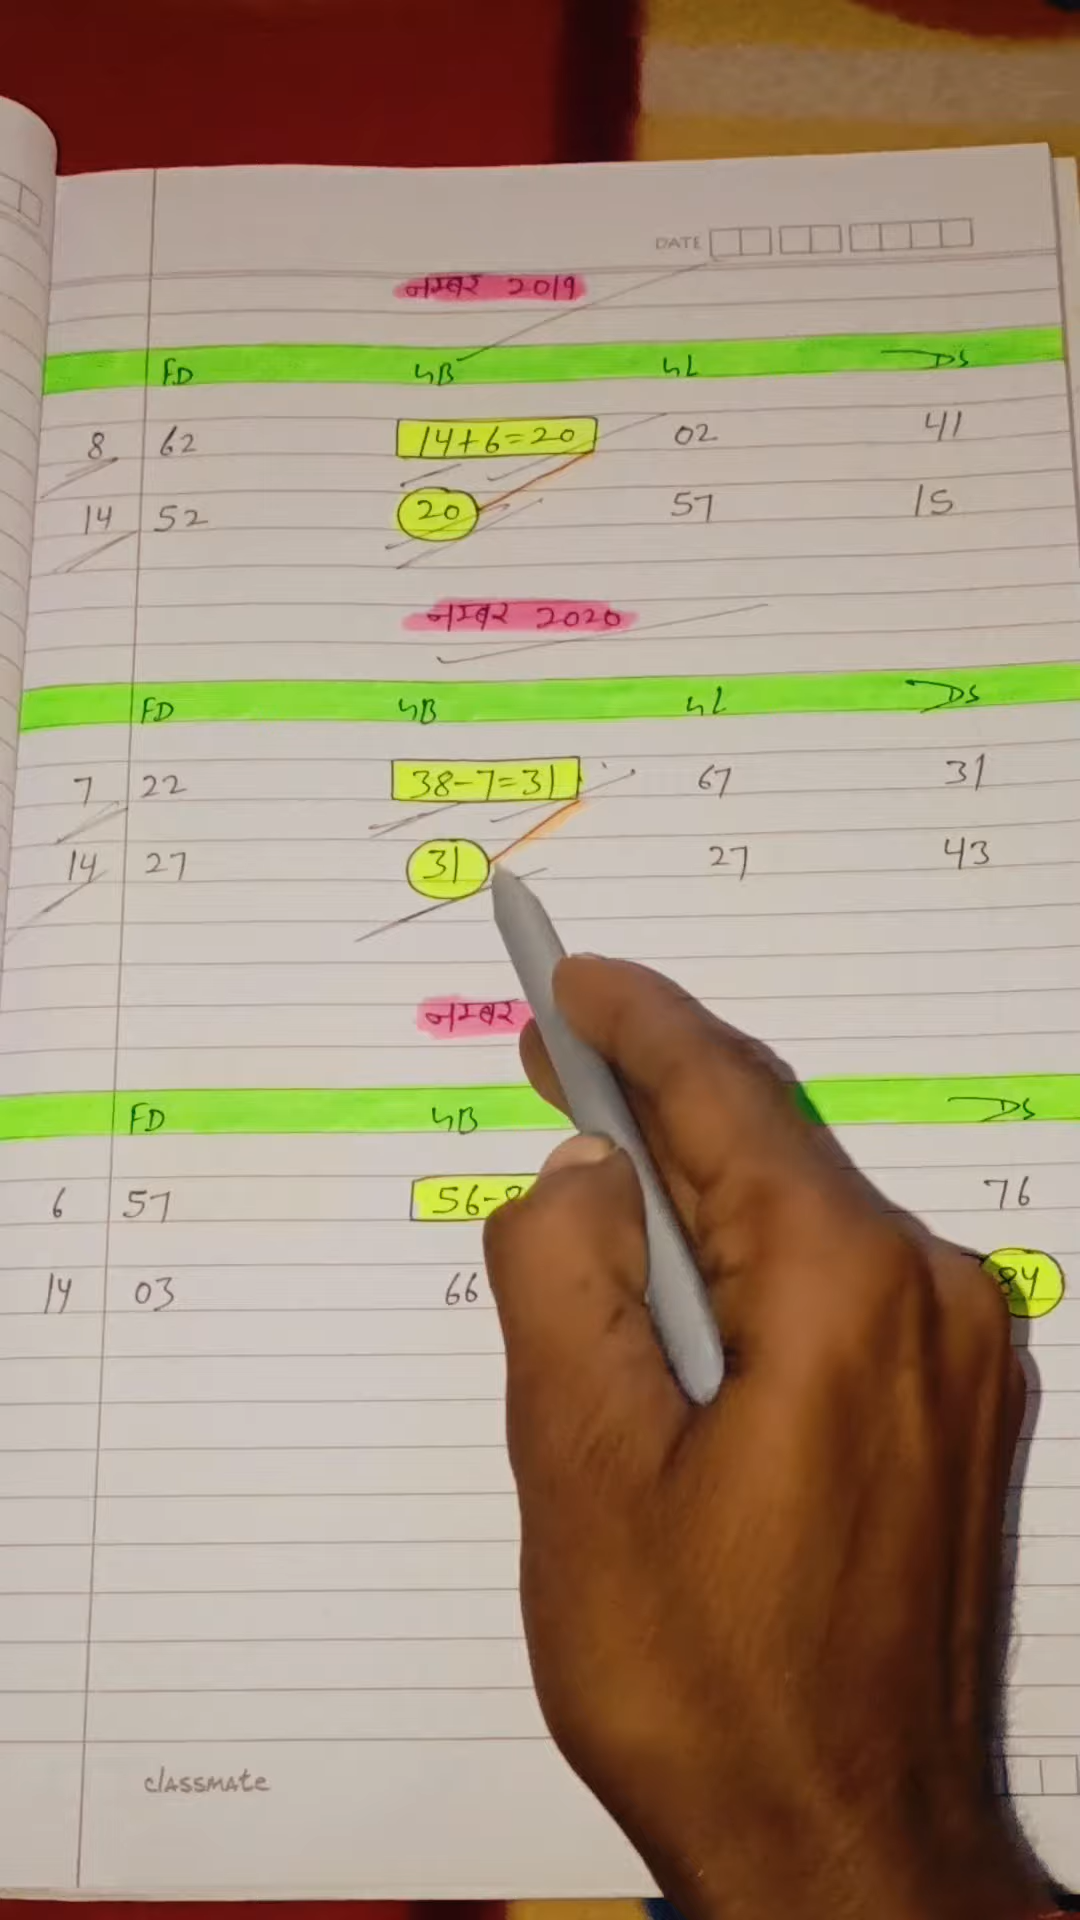 DATE
नम्बर 2019
FD GB GL DS
8 62 14+6=20 02 41
14 52 20 57 15
नम्बर 2020
FD GB GL DS
7 22 38-7=31 67 31
14 27 31 27 43
नम्बर
FD GB DS
6 57 56- 76
14 03 66 84
classmate